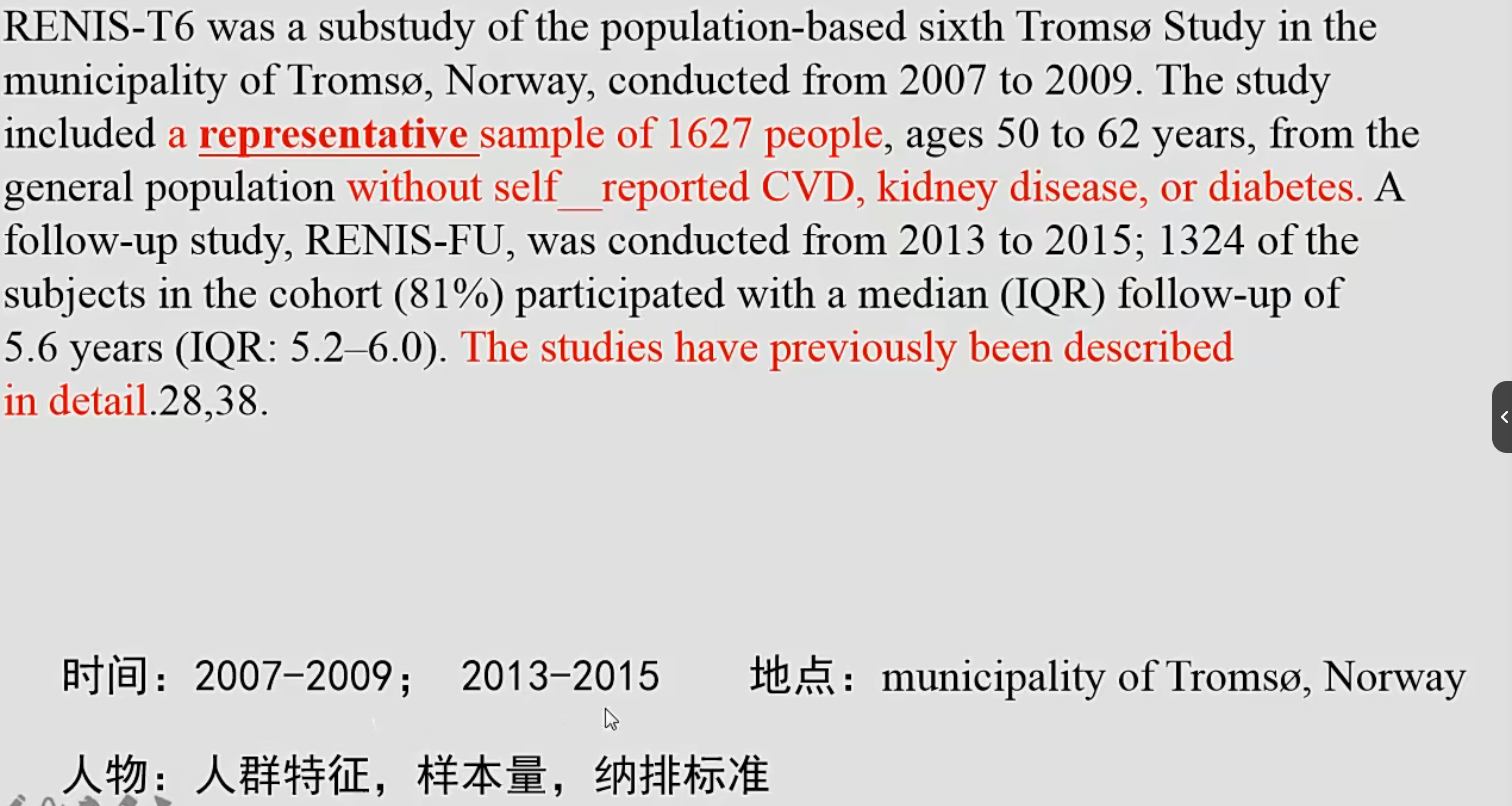 RENIS-T6 was a substudy of the population-based sixth Tromsø Study in the
municipality of Tromsø, Norway, conducted from 2007 to 2009. The study
included a representative sample of 1627 people, ages 50 to 62 years, from the
general population without self__reported CVD, kidney disease, or diabetes. A
follow-up study, RENIS-FU, was conducted from 2013 to 2015; 1324 of the
subjects in the cohort (81%) participated with a median (IQR) follow-up of
5.6 years (IQR: 5.2–6.0). The studies have previously been described
in detail.28,38.
时间：2007-2009； 2013-2015 地点：municipality of Tromsø, Norway
人物：人群特征，样本量，纳排标准